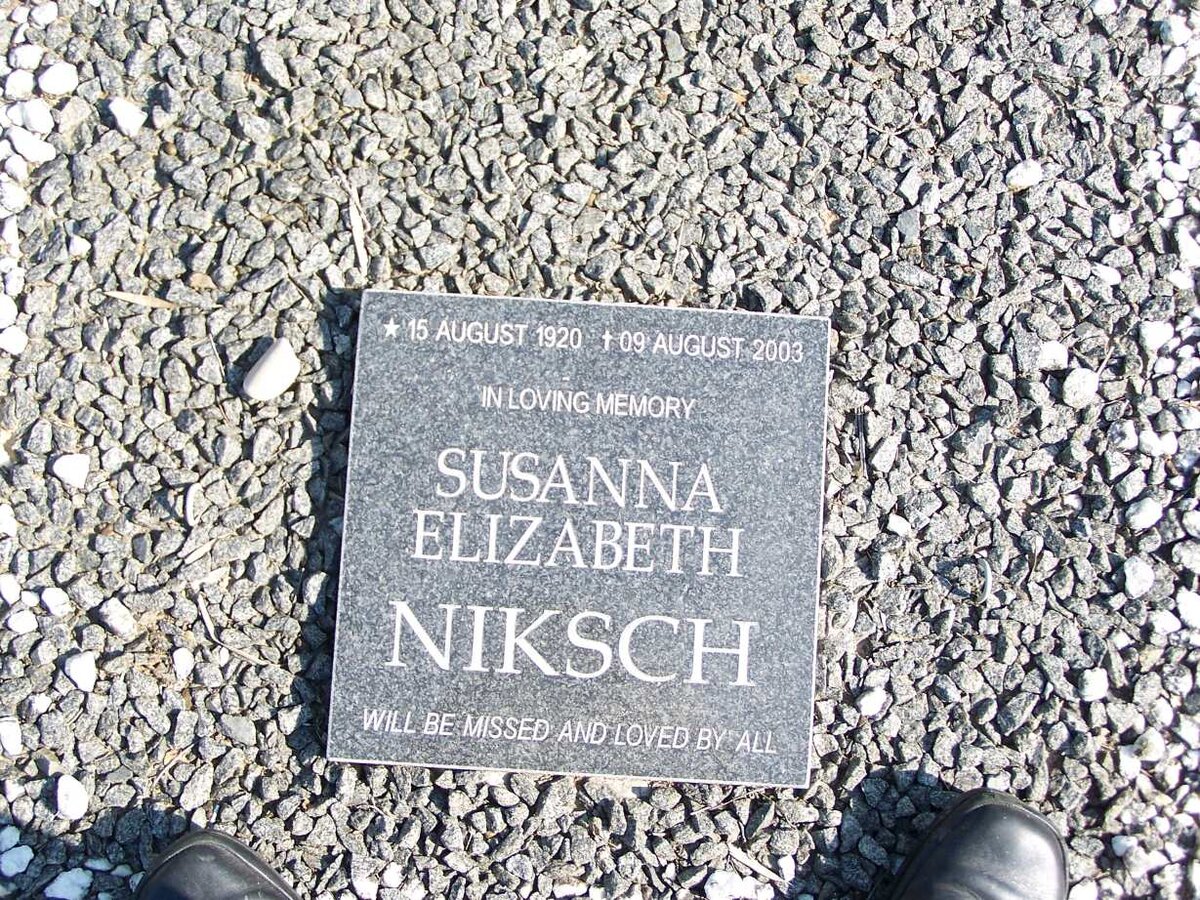 ★ 15 AUGUST 1920 ✝ 09 AUGUST 2003
IN LOVING MEMORY
SUSANNA
ELIZABETH
NIKSCH
WILL BE MISSED AND LOVED BY ALL